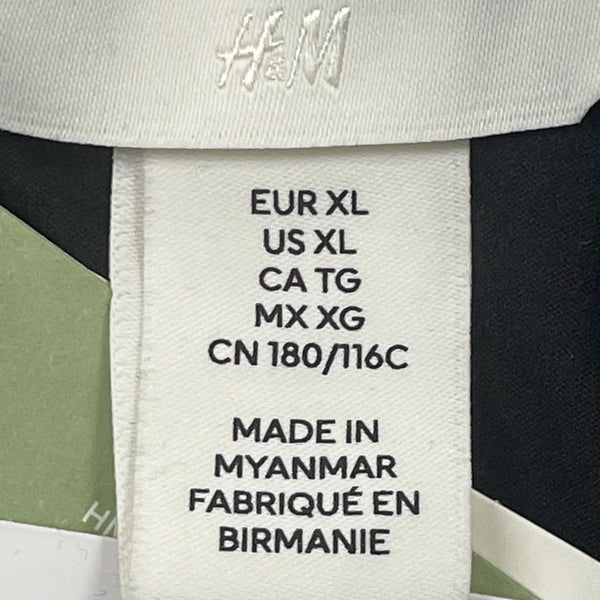 H&M
EUR XL
US XL
CA TG
MX XG
CN 180/116C
MADE IN
MYANMAR
FABRIQUÉ EN
BIRMANIE